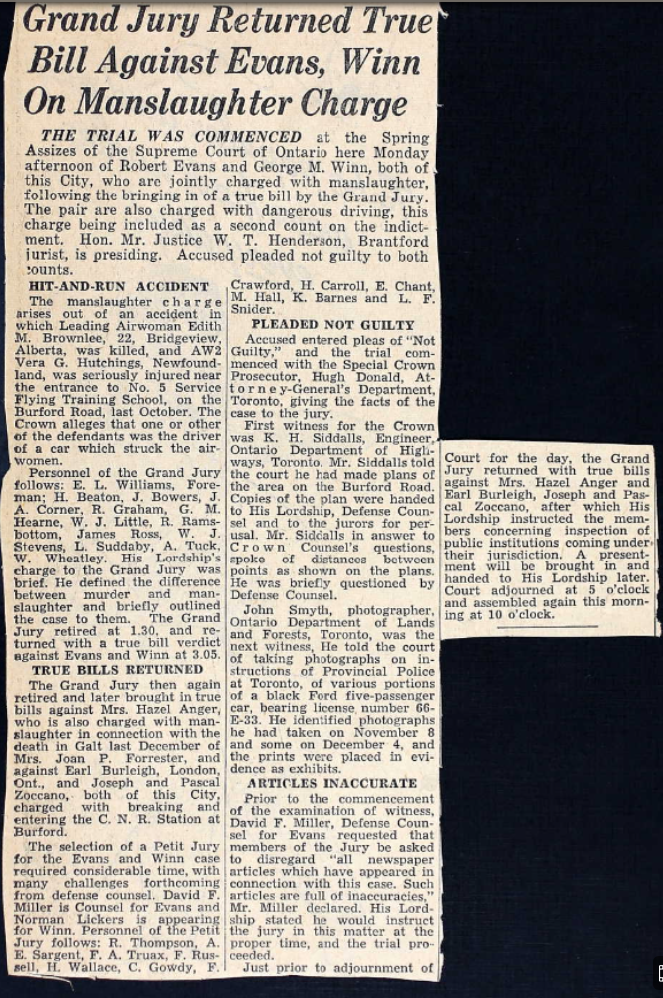 Grand Jury Returned True
Bill Against Evans, Winn
On Manslaughter Charge
THE TRIAL WAS COMMENCED at the Spring
Assizes of the Supreme Court of Ontario here Monday
afternoon of Robert Evans and George M. Winn, both of
this City, who are jointly charged with manslaughter,
following the bringing in of a true bill by the Grand Jury.
The pair are also charged with dangerous driving, this
charge being included as a second count on the indict-
ment. Hon. Mr. Justice W. T. Henderson, Brantford
jurist, is presiding. Accused pleaded not guilty to both
counts.
HIT-AND-RUN ACCIDENT
The manslaughter charge
arises out of an accident in
which Leading Airwoman Edith
M. Brownlee, 22, Bridgeview,
Alberta, was killed, and AW2
Vera G. Hutchings, Newfound-
land, was seriously injured near
the entrance to No. 5 Service
Flying Training School, on the
Burford Road, last October. The
Crown alleges that one or other
of the defendants was the driver
of a car which struck the air-
women.
Personnel of the Grand Jury
follows: E. L. Williams, Fore-
man; H. Beaton, J. Bowers, J.
A. Corner, R. Graham, G. M.
Hearne, W. J. Little, R. Rams-
bottom, James Ross, W. J.
Stevens, L. Suddaby, A. Tuck,
W. Wheatley. His Lordship's
charge to the Grand Jury was
brief. He defined the difference
between murder and man-
slaughter and briefly outlined
the case to them. The Grand
Jury retired at 1.30, and re-
turned with a true bill verdict
against Evans and Winn at 3.05.
TRUE BILLS RETURNED
The Grand Jury then again
retired and later brought in true
bills against Mrs. Hazel Anger,
who is also charged with man-
slaughter in connection with the
death in Galt last December of
Mrs. Joan P. Forrester, and
against Earl Burleigh, London,
Ont., and Joseph and Pascal
Zoccano, both of this City,
charged with breaking and
entering the C. N. R. Station at
Burford.
The selection of a Petit Jury
for the Evans and Winn case
required considerable time, with
many challenges forthcoming
from defense counsel. David F.
Miller is Counsel for Evans and
Norman Lickers is appearing
for Winn. Personnel of the Petit
Jury follows: R. Thompson, A.
E. Sargent, F. A. Truax, F. Rus-
sell, H. Wallace, C. Gowdy, F.
Crawford, H. Carroll, E. Chant,
M. Hall, K. Barnes and L. F.
Snider.
PLEADED NOT GUILTY
Accused entered pleas of "Not
Guilty," and the trial com-
menced with the Special Crown
Prosecutor, Hugh Donald, At-
torney-General's Department,
Toronto, giving the facts of the
case to the jury.
First witness for the Crown
was K. H. Siddalls, Engineer,
Ontario Department of High-
ways, Toronto. Mr. Siddalls told
the court he had made plans of
the area on the Burford Road.
Copies of the plan were handed
to His Lordship, Defense Coun-
sel and to the jurors for per-
usal. Mr. Siddalls in answer to
Crown Counsel's questions,
spoke of distances between
points as shown on the plans.
He was briefly questioned by
Defense Counsel.
John Smyth, photographer,
Ontario Department of Lands
and Forests, Toronto, was the
next witness, He told the court
of taking photographs on in-
structions of Provincial Police
at Toronto, of various portions
of a black Ford five-passenger
car, bearing license number 66-
E-33. He identified photographs
he had taken on November 8
and some on December 4, and
the prints were placed in evi-
dence as exhibits.
ARTICLES INACCURATE
Prior to the commencement
of the examination of witness,
David F. Miller, Defense Coun-
sel for Evans requested that
members of the Jury be asked
to disregard "all newspaper
articles which have appeared in
connection with this case. Such
articles are full of inaccuracies,"
Mr. Miller declared. His Lord-
ship stated he would instruct
the jury in this matter at the
proper time, and the trial pro-
ceeded.
Just prior to adjournment of
Court for the day, the Grand
Jury returned with true bills
against Mrs. Hazel Anger and
Earl Burleigh, Joseph and Pas-
cal Zoccano, after which His
Lordship instructed the mem-
bers concerning inspection of
public institutions coming under
their jurisdiction. A present-
ment will be brought in and
handed to His Lordship later.
Court adjourned at 5 o'clock
and assembled again this morn-
ing at 10 o'clock.